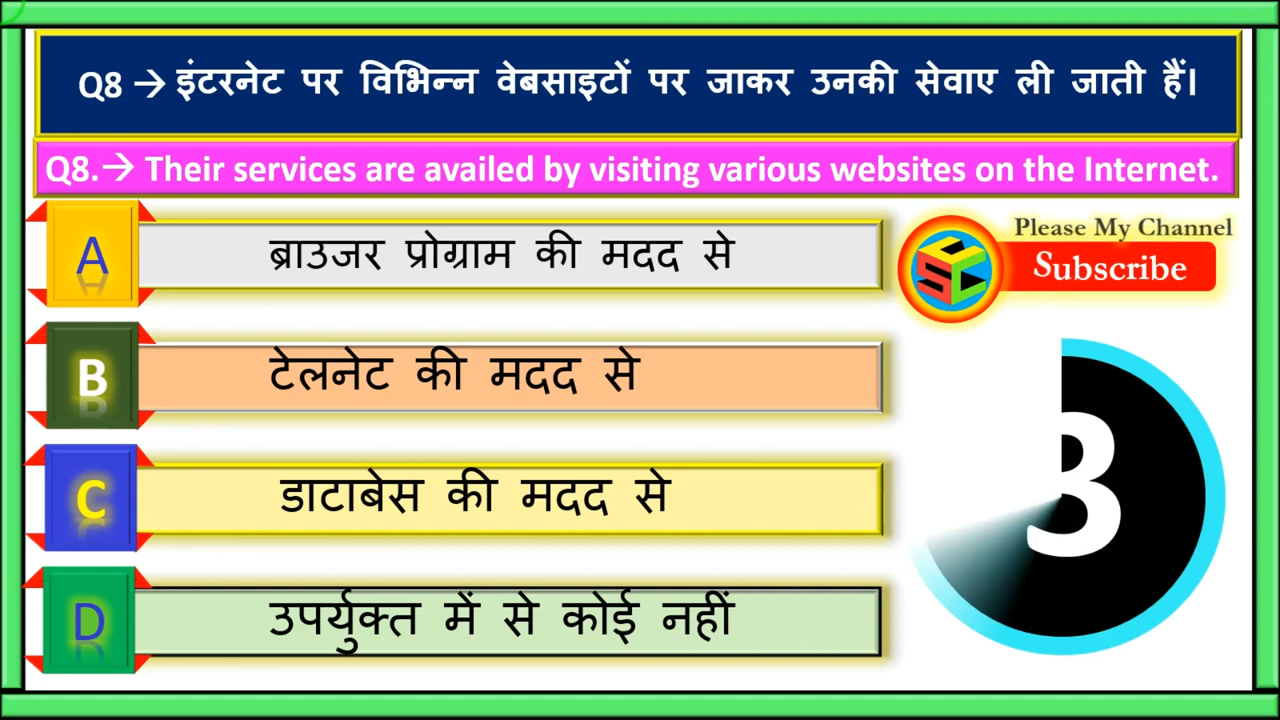 Q8 → इंटरनेट पर विभिन्न वेबसाइटों पर जाकर उनकी सेवाए ली जाती हैं।
Q8.→ Their services are availed by visiting various websites on the Internet.
A ब्राउजर प्रोग्राम की मदद से
Please My Channel
SSC Subscribe
B टेलनेट की मदद से
3
C डाटाबेस की मदद से
D उपर्युक्त में से कोई नहीं